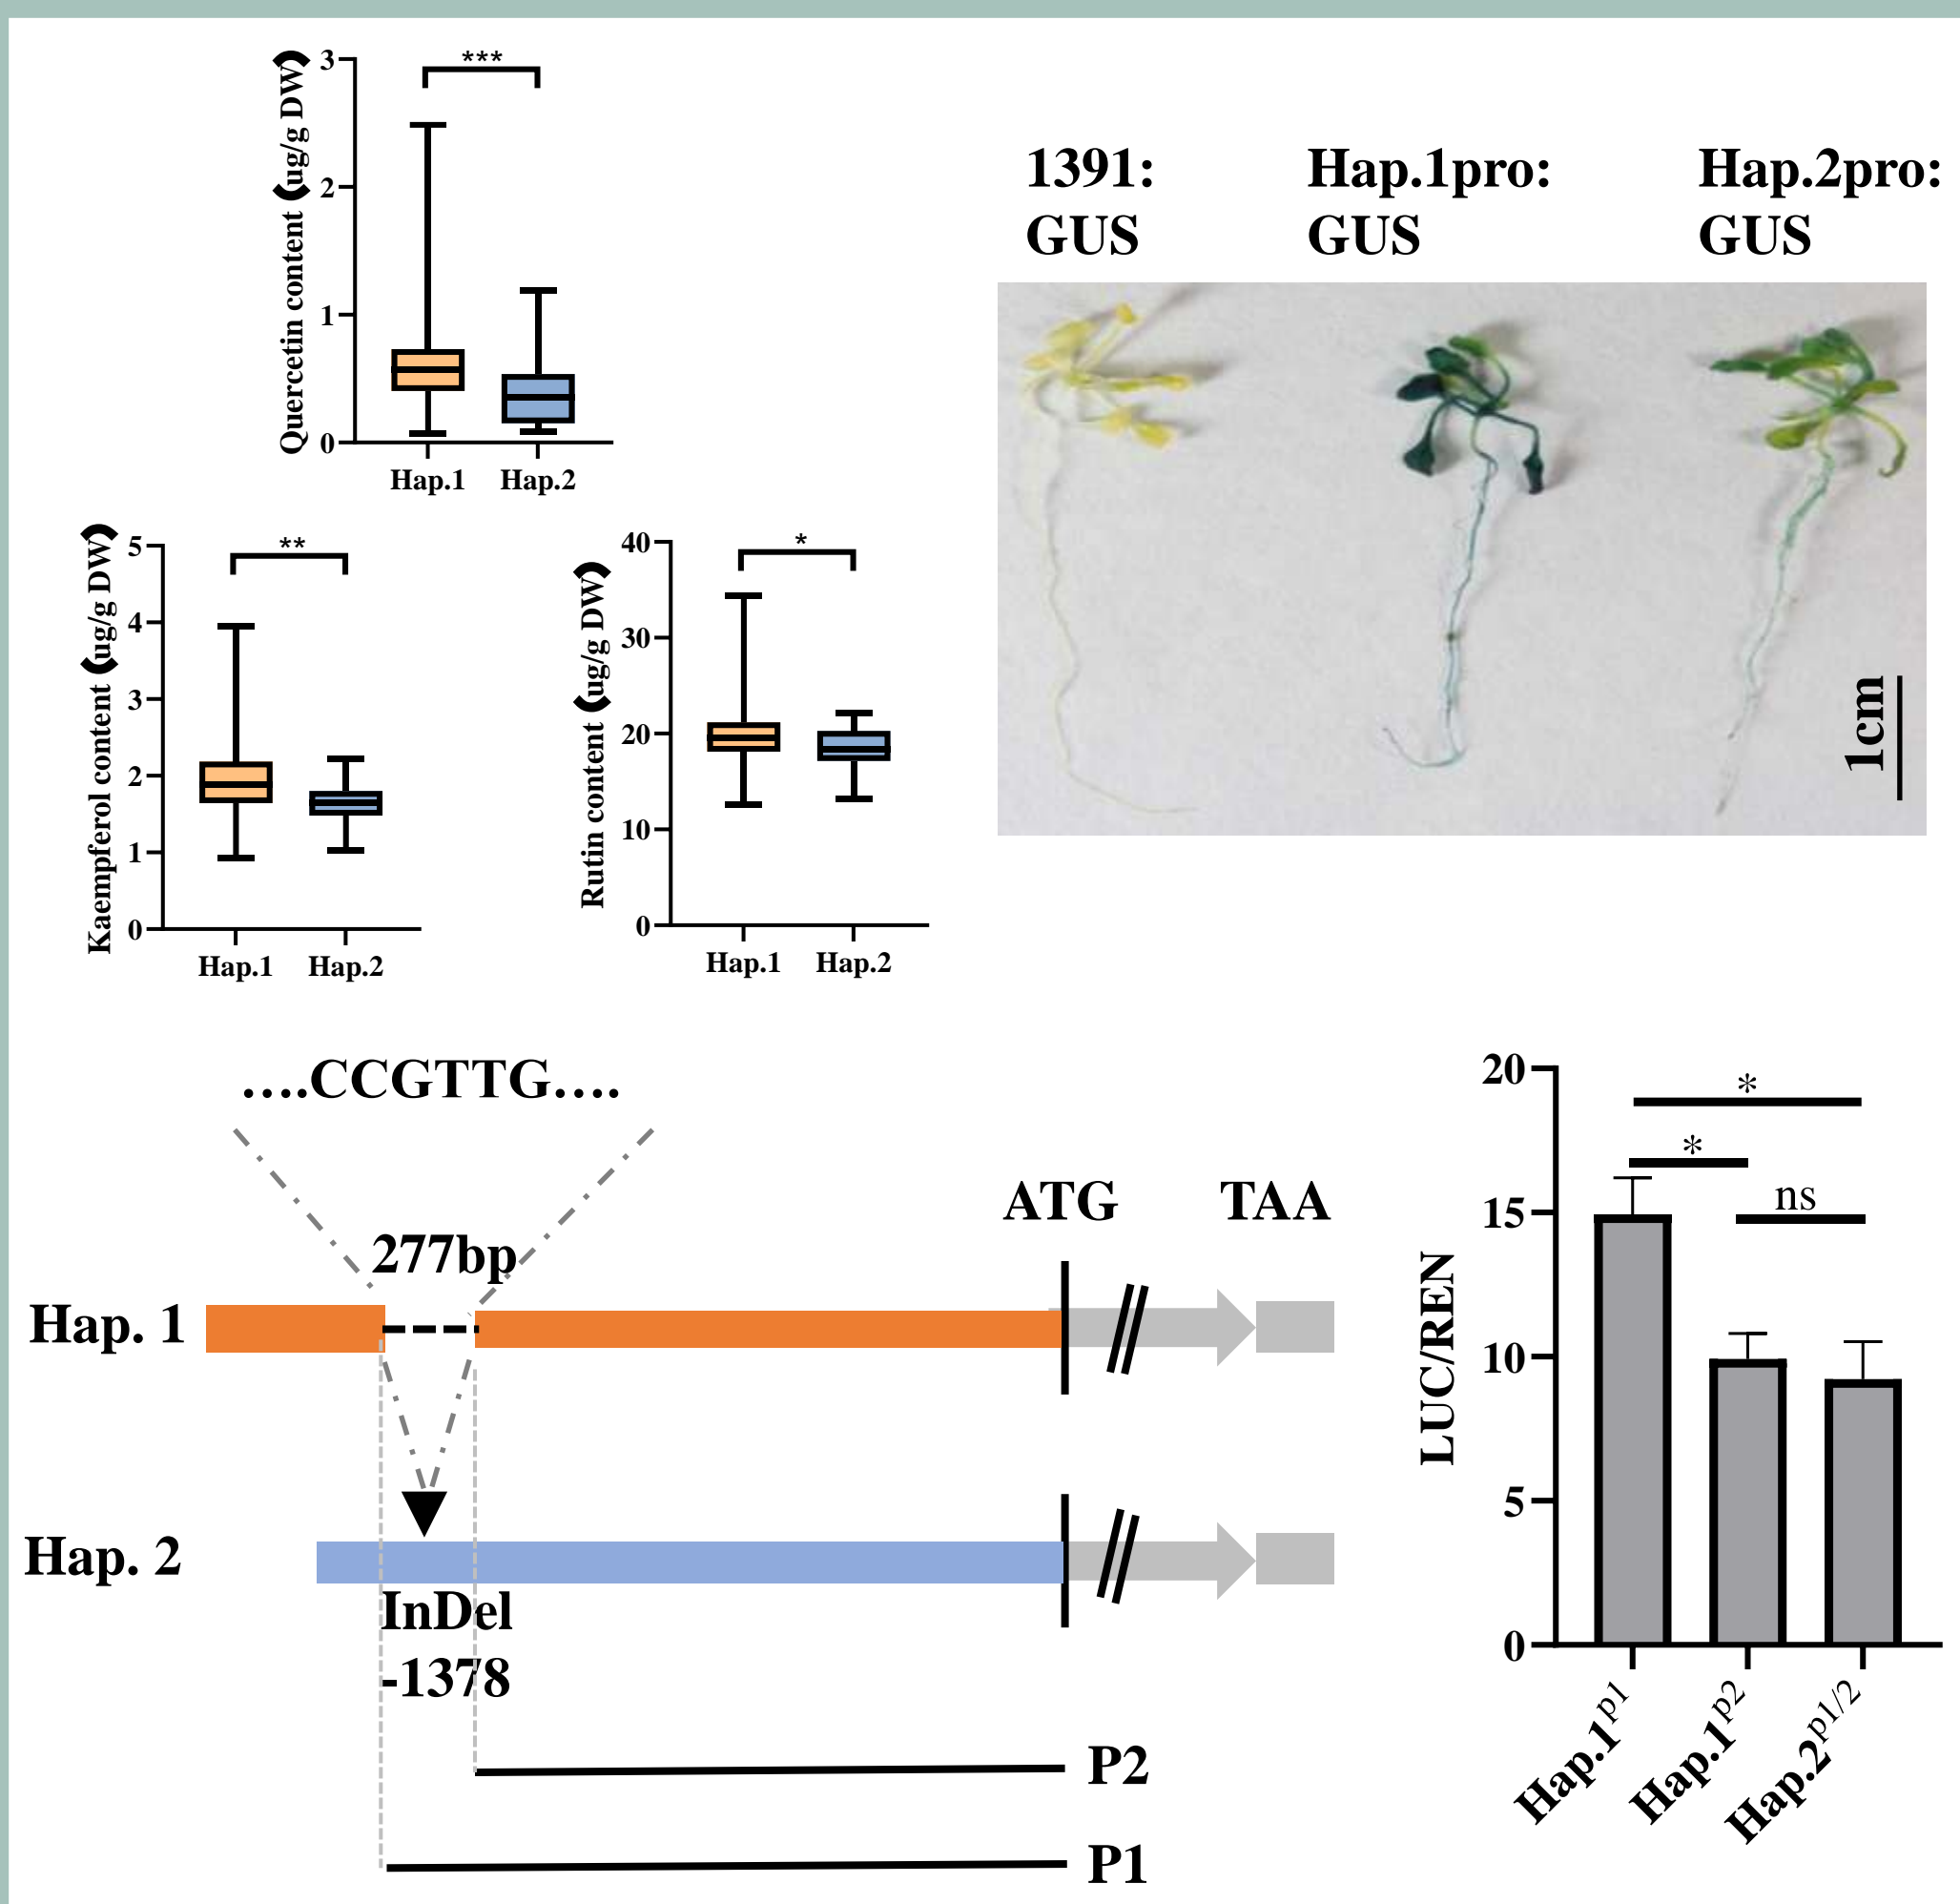 Quercetin content (ug/g DW)
3
2
1
0
***
Hap.1
Hap.2
1391:
GUS
Hap.1pro:
GUS
Hap.2pro:
GUS
1cm
Kaempferol content (ug/g DW)
5
4
3
2
1
0
**
Hap.1
Hap.2
Rutin content (ug/g DW)
40
30
20
10
0
*
Hap.1
Hap.2
....CCGTTG....
277bp
ATG
TAA
Hap. 1
Hap. 2
InDel
-1378
P2
P1
LUC/REN
20
15
10
5
0
*
*
ns
Hap.1p1
Hap.1p2
Hap.2p1/2